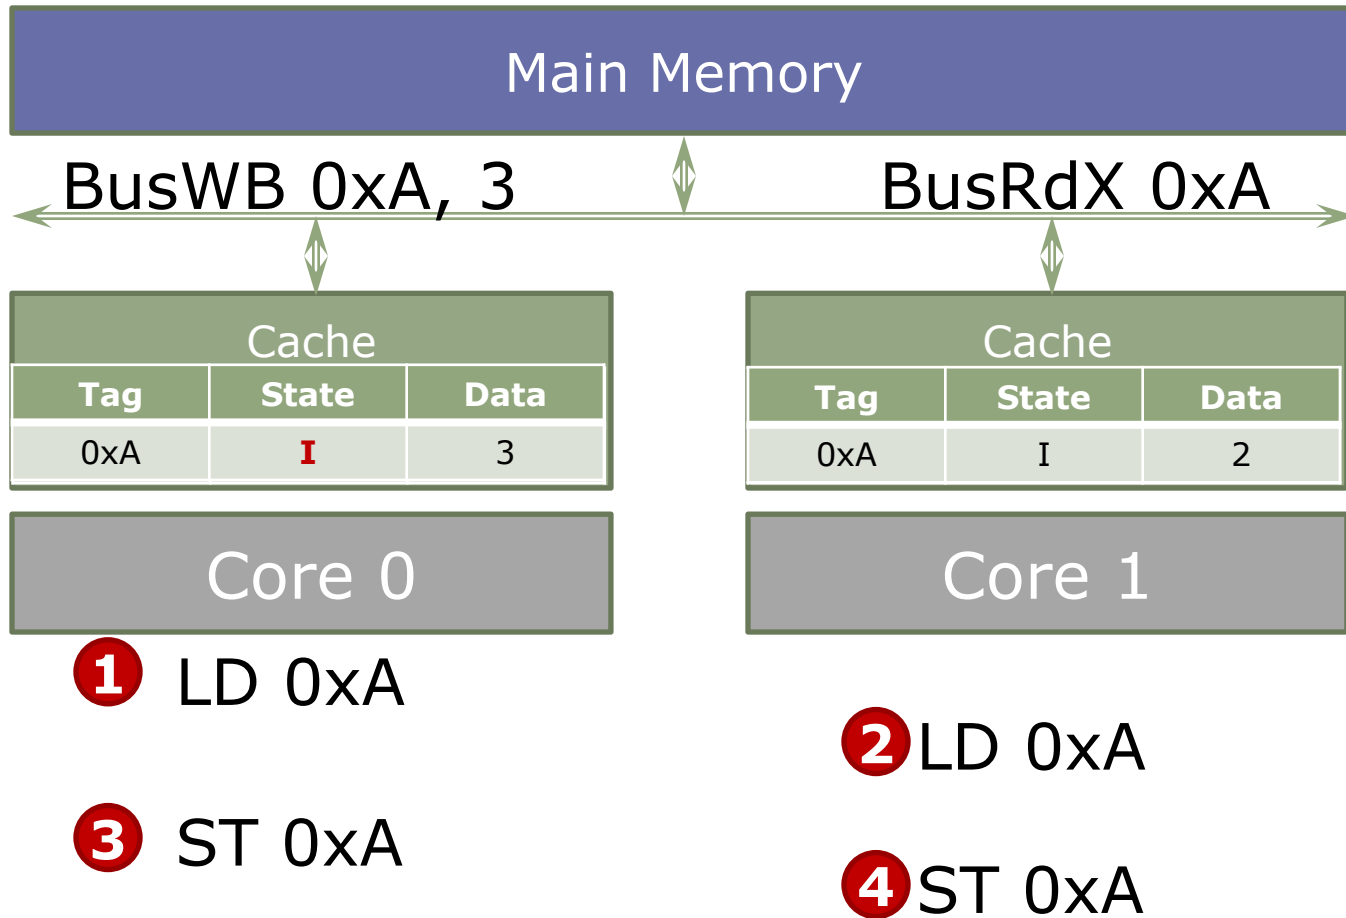 Main Memory
BusWB 0xA, 3
BusRdX 0xA
Cache
Tag State Data
0xA I 3
Cache
Tag State Data
0xA I 2
Core 0
Core 1
1 LD 0xA
2 LD 0xA
3 ST 0xA
4 ST 0xA